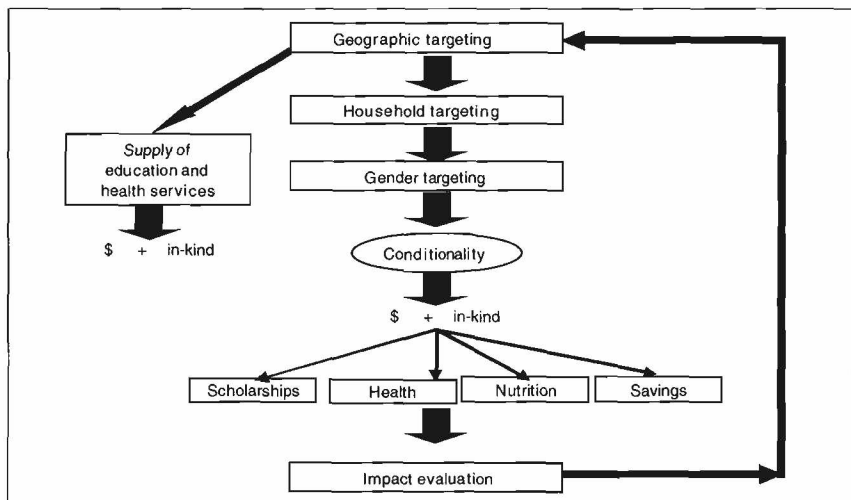 Geographic targeting
Household targeting
Supply of
education and
health services
Gender targeting
$ + in-kind
Conditionality
$ + in-kind
Scholarships
Health
Nutrition
Savings
Impact evaluation